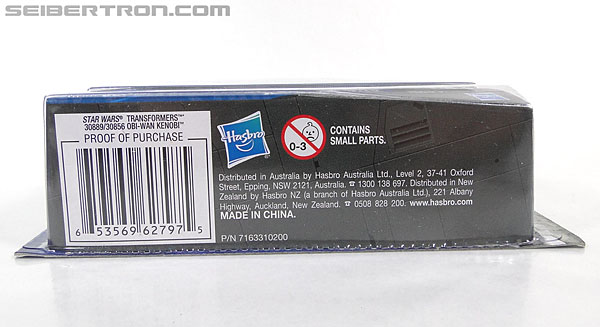 SEIBERTRON.COM
STAR WARS® TRANSFORMERS™
30889/30856 OBI-WAN KENOBI™
PROOF OF PURCHASE
6 53569 62797 5
Hasbro
0-3
CONTAINS
SMALL PARTS.
Distributed in Australia by Hasbro Australia Ltd., Level 2, 37-41 Oxford
Street, Epping, NSW 2121, Australia. ☎ 1300 138 697. Distributed in New
Zealand by Hasbro NZ (a branch of Hasbro Australia Ltd.), 221 Albany
Highway, Auckland, New Zealand. ☎ 0508 828 200. www.hasbro.com
MADE IN CHINA.
P/N 7163310200